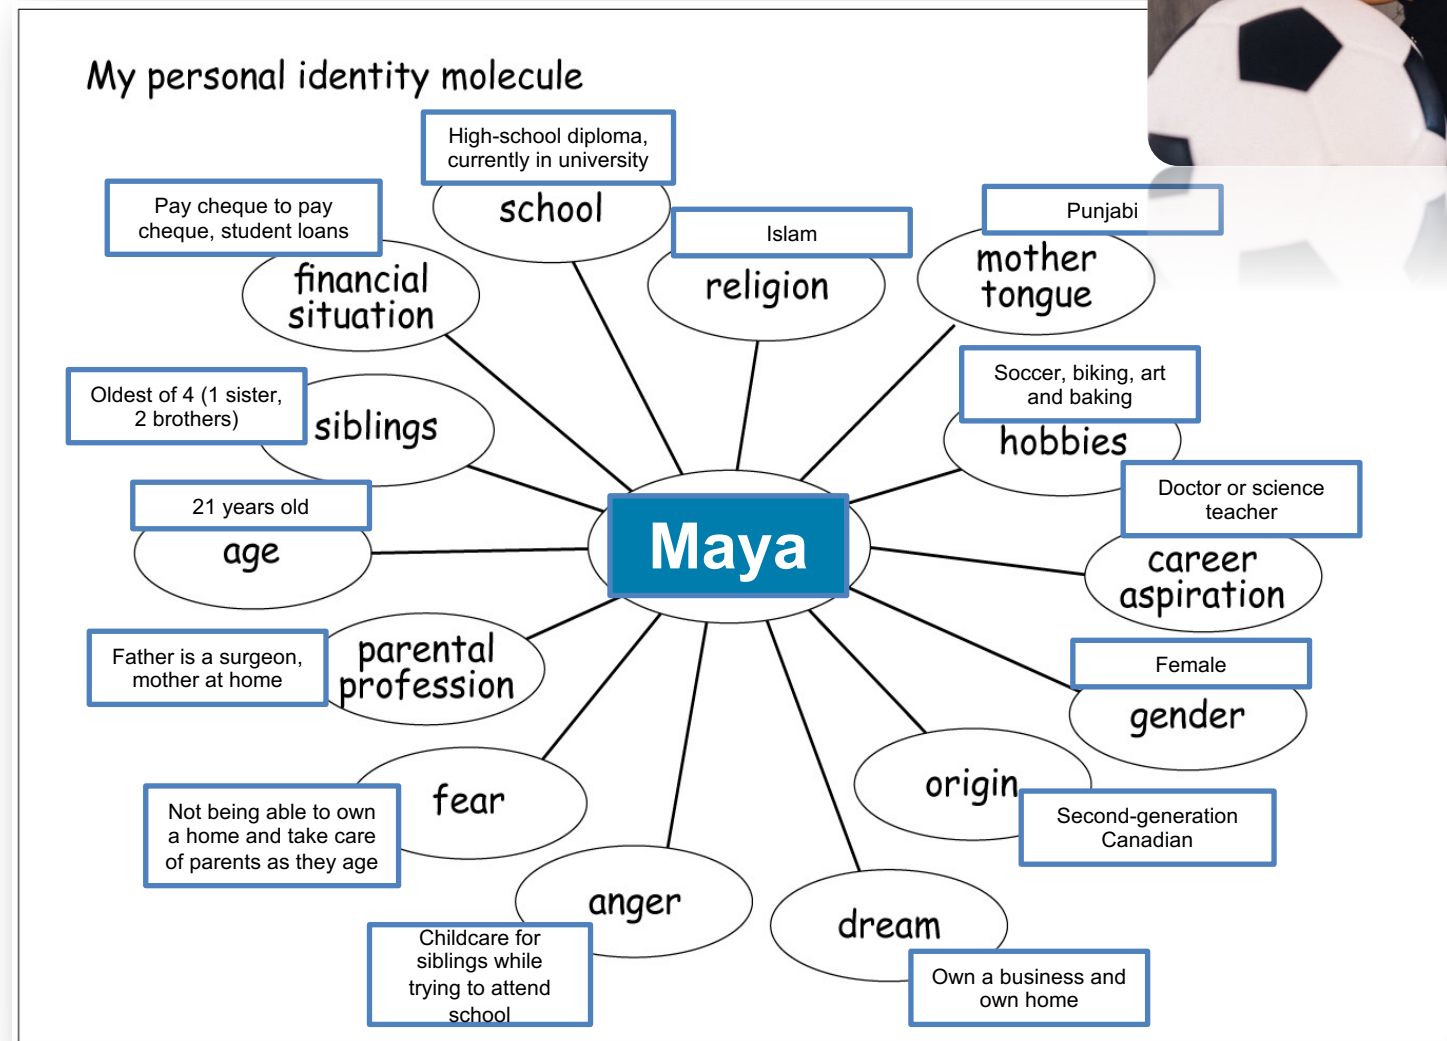 My personal identity molecule
High-school diploma,
currently in university
school
Pay cheque to pay
cheque, student loans
financial
situation
Islam
religion
Punjabi
mother
tongue
Oldest of 4 (1 sister,
2 brothers)
siblings
Soccer, biking, art
and baking
hobbies
21 years old
age
Maya
Doctor or science
teacher
career
aspiration
Father is a surgeon,
mother at home
parental
profession
Female
gender
Not being able to own
a home and take care
of parents as they age
fear
origin
Second-generation
Canadian
anger
Childcare for
siblings while
trying to attend
school
dream
Own a business and
own home